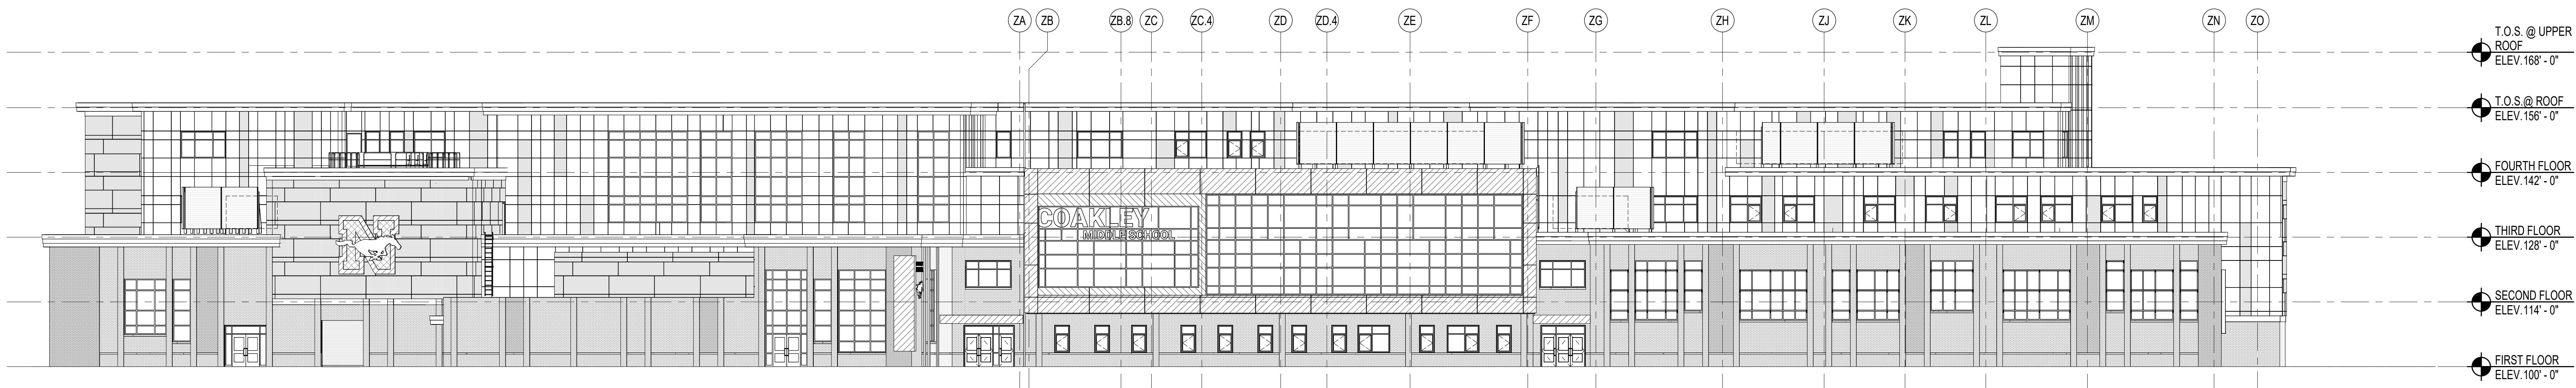 ZA ZB ZB.8 ZC ZC.4 ZD ZD.4 ZE ZF ZG ZH ZJ ZK ZL ZM ZN ZO
T.O.S. @ UPPER
ROOF
ELEV.168' - 0"
T.O.S.@ ROOF
ELEV.156' - 0"
FOURTH FLOOR
ELEV.142' - 0"
N
COAKLEY
MIDDLE SCHOOL
THIRD FLOOR
ELEV.128' - 0"
SECOND FLOOR
ELEV.114' - 0"
FIRST FLOOR
ELEV.100' - 0"